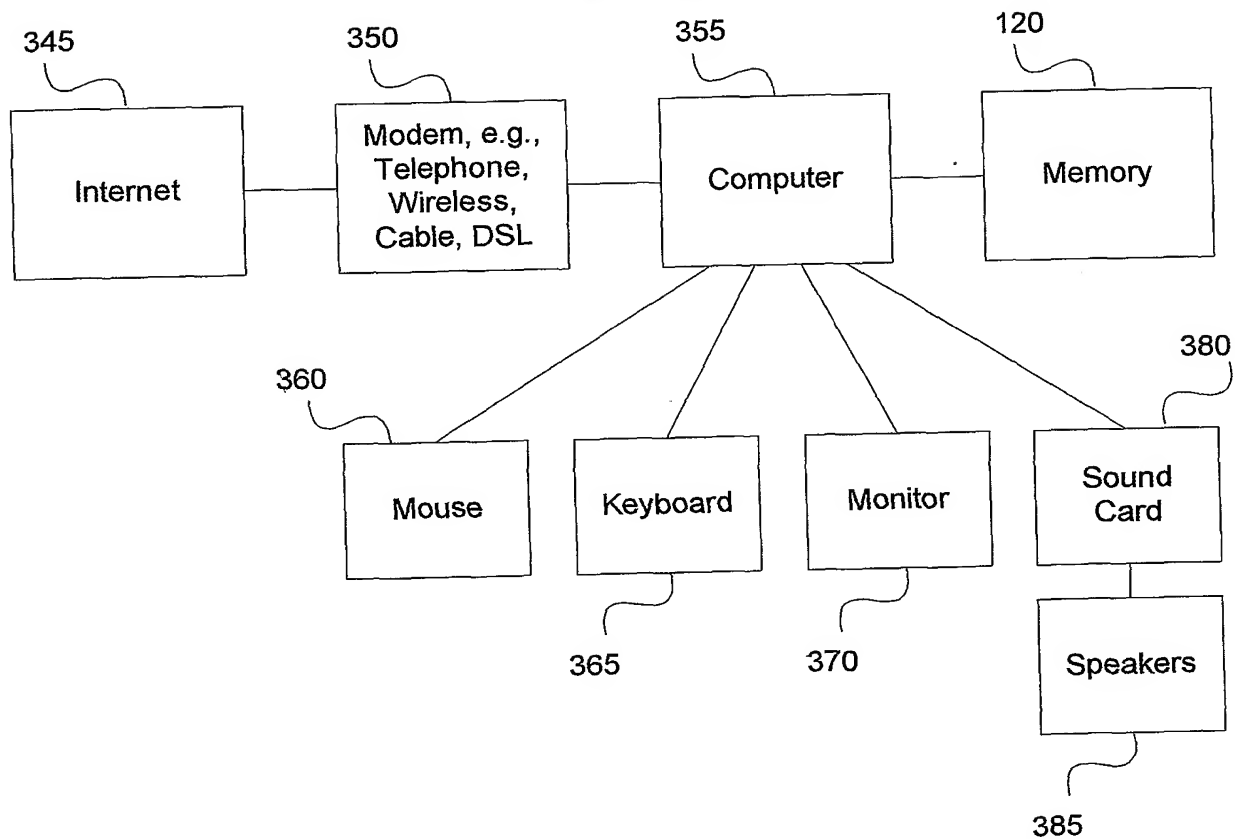 345
350
355
120
Internet
Modem, e.g.,
Telephone,
Wireless,
Cable, DSL
Computer
Memory
360
380
Mouse
Keyboard
Monitor
Sound
Card
365
370
Speakers
385